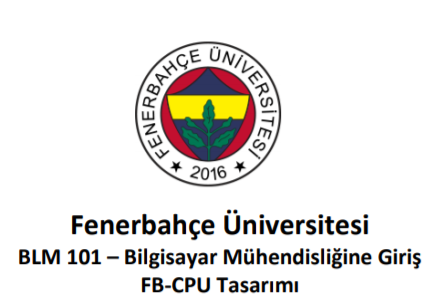 FENERBAHÇE ÜNİVERSİTESİ
★ 2016 ★
Fenerbahçe Üniversitesi
BLM 101 – Bilgisayar Mühendisliğine Giriş
FB-CPU Tasarımı